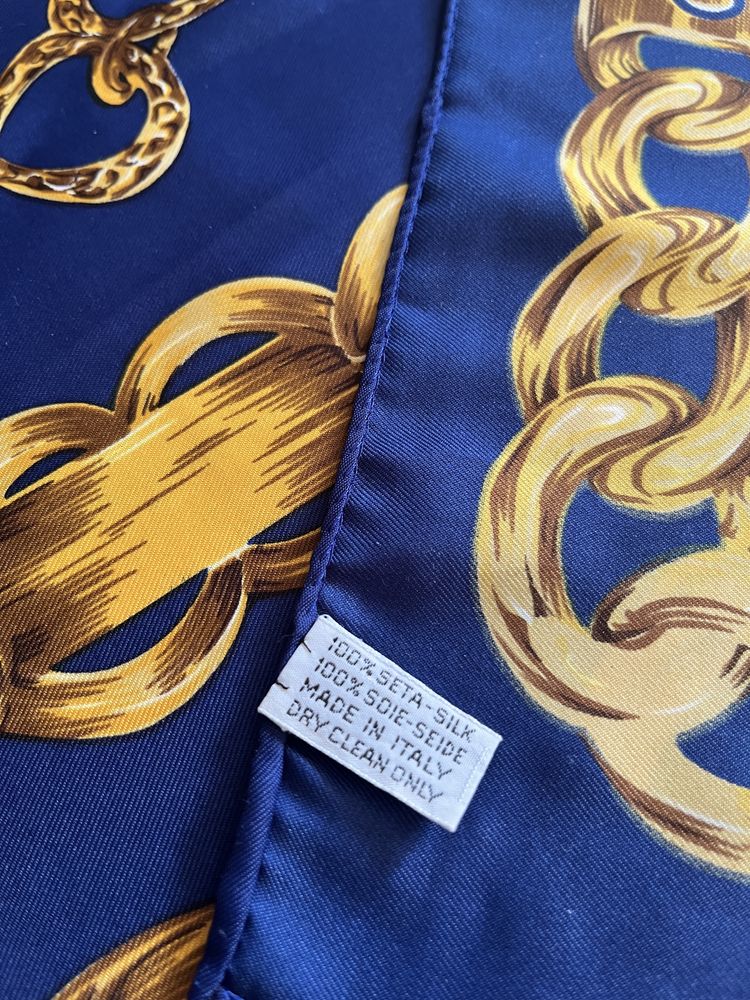 100% SETA-SILK
100% SOIE-SEIDE
MADE IN ITALY
DRY CLEAN ONLY